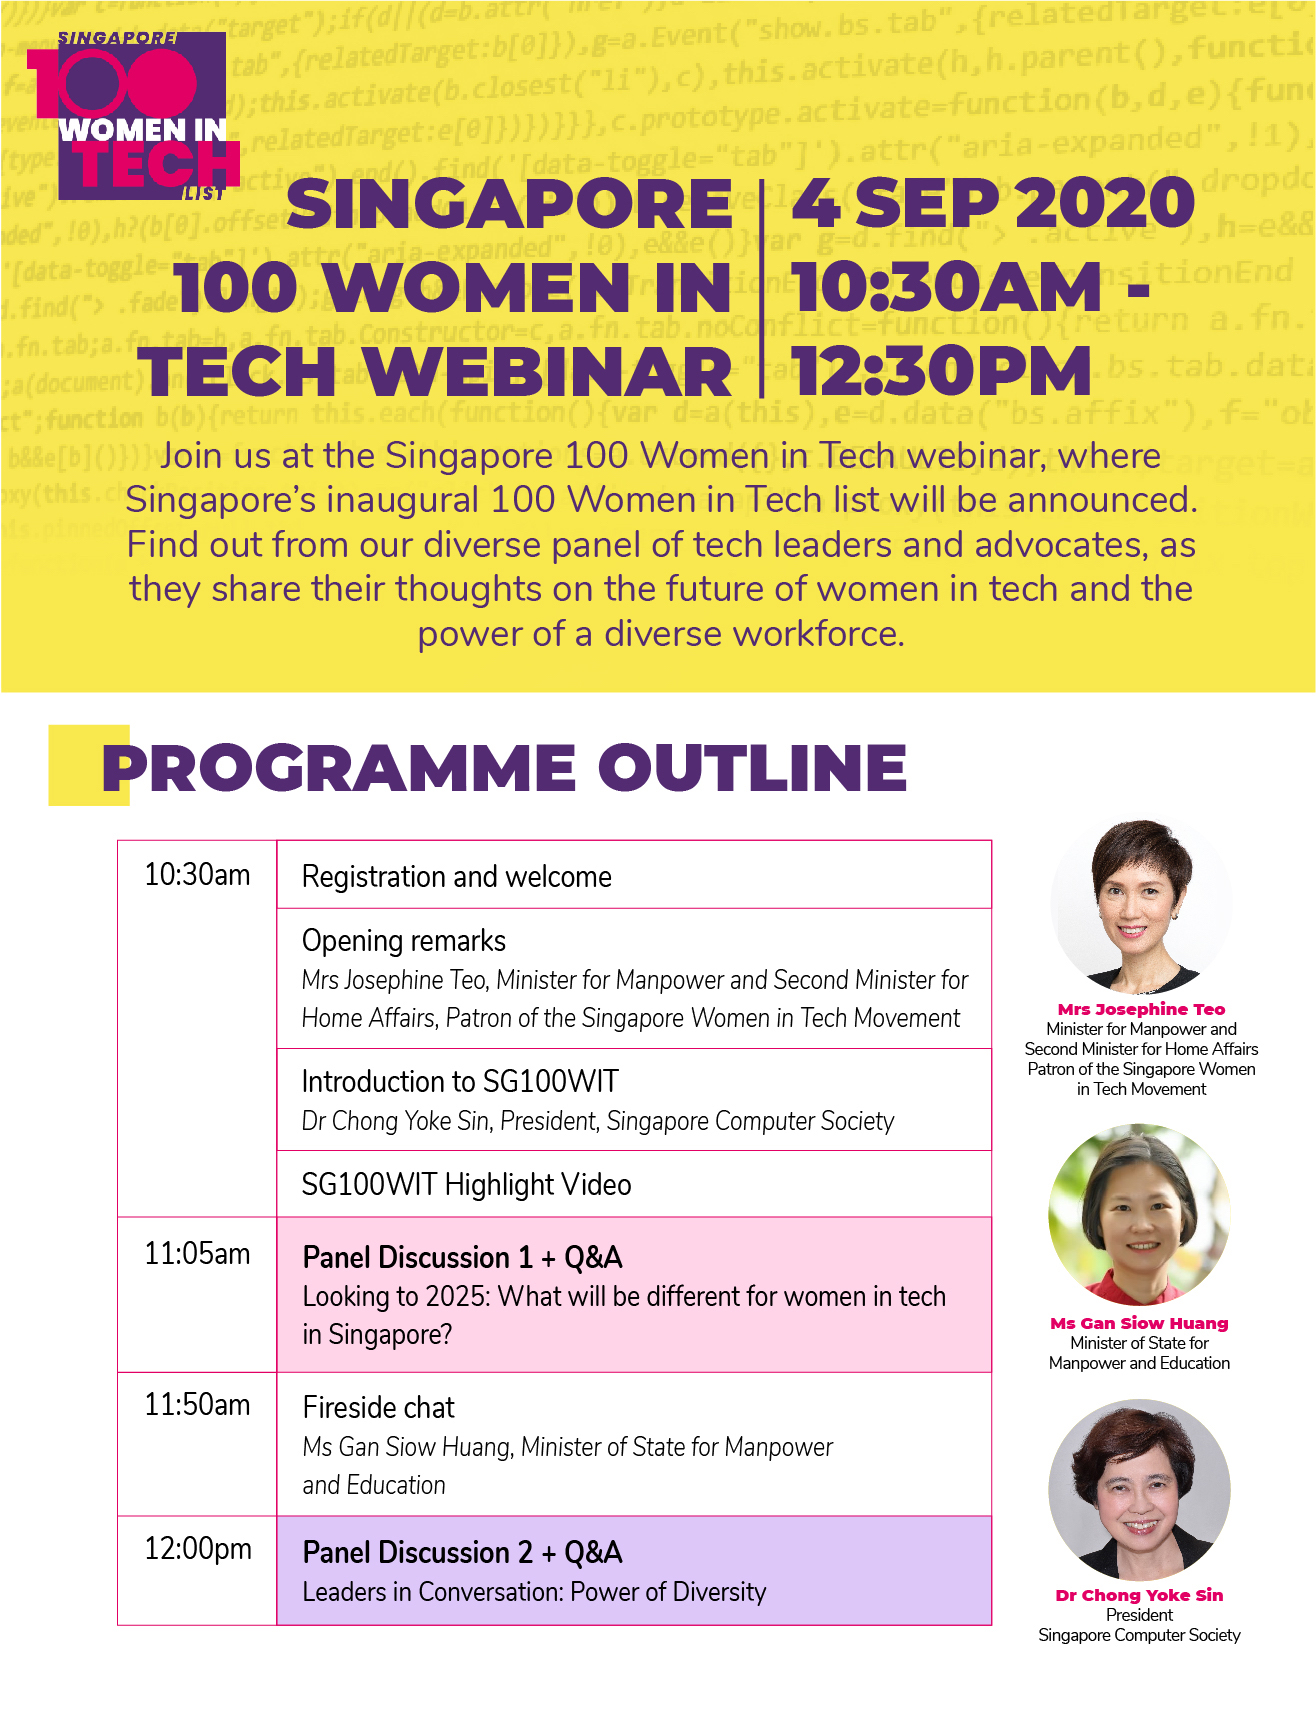 SINGAPORE
100
WOMEN IN
TECH
LIST
SINGAPORE
100 WOMEN IN
TECH WEBINAR
4 SEP 2020
10:30AM -
12:30PM
Join us at the Singapore 100 Women in Tech webinar, where
Singapore's inaugural 100 Women in Tech list will be announced.
Find out from our diverse panel of tech leaders and advocates, as
they share their thoughts on the future of women in tech and the
power of a diverse workforce.
PROGRAMME OUTLINE
10:30am
Registration and welcome
Opening remarks
Mrs Josephine Teo, Minister for Manpower and Second Minister for
Home Affairs, Patron of the Singapore Women in Tech Movement
Introduction to SG100WIT
Dr Chong Yoke Sin, President, Singapore Computer Society
SG100WIT Highlight Video
11:05am
Panel Discussion 1 + Q&A
Looking to 2025: What will be different for women in tech
in Singapore?
11:50am
Fireside chat
Ms Gan Siow Huang, Minister of State for Manpower
and Education
12:00pm
Panel Discussion 2 + Q&A
Leaders in Conversation: Power of Diversity
Mrs Josephine Teo
Minister for Manpower and
Second Minister for Home Affairs
Patron of the Singapore Women
in Tech Movement
Ms Gan Siow Huang
Minister of State for
Manpower and Education
Dr Chong Yoke Sin
President
Singapore Computer Society